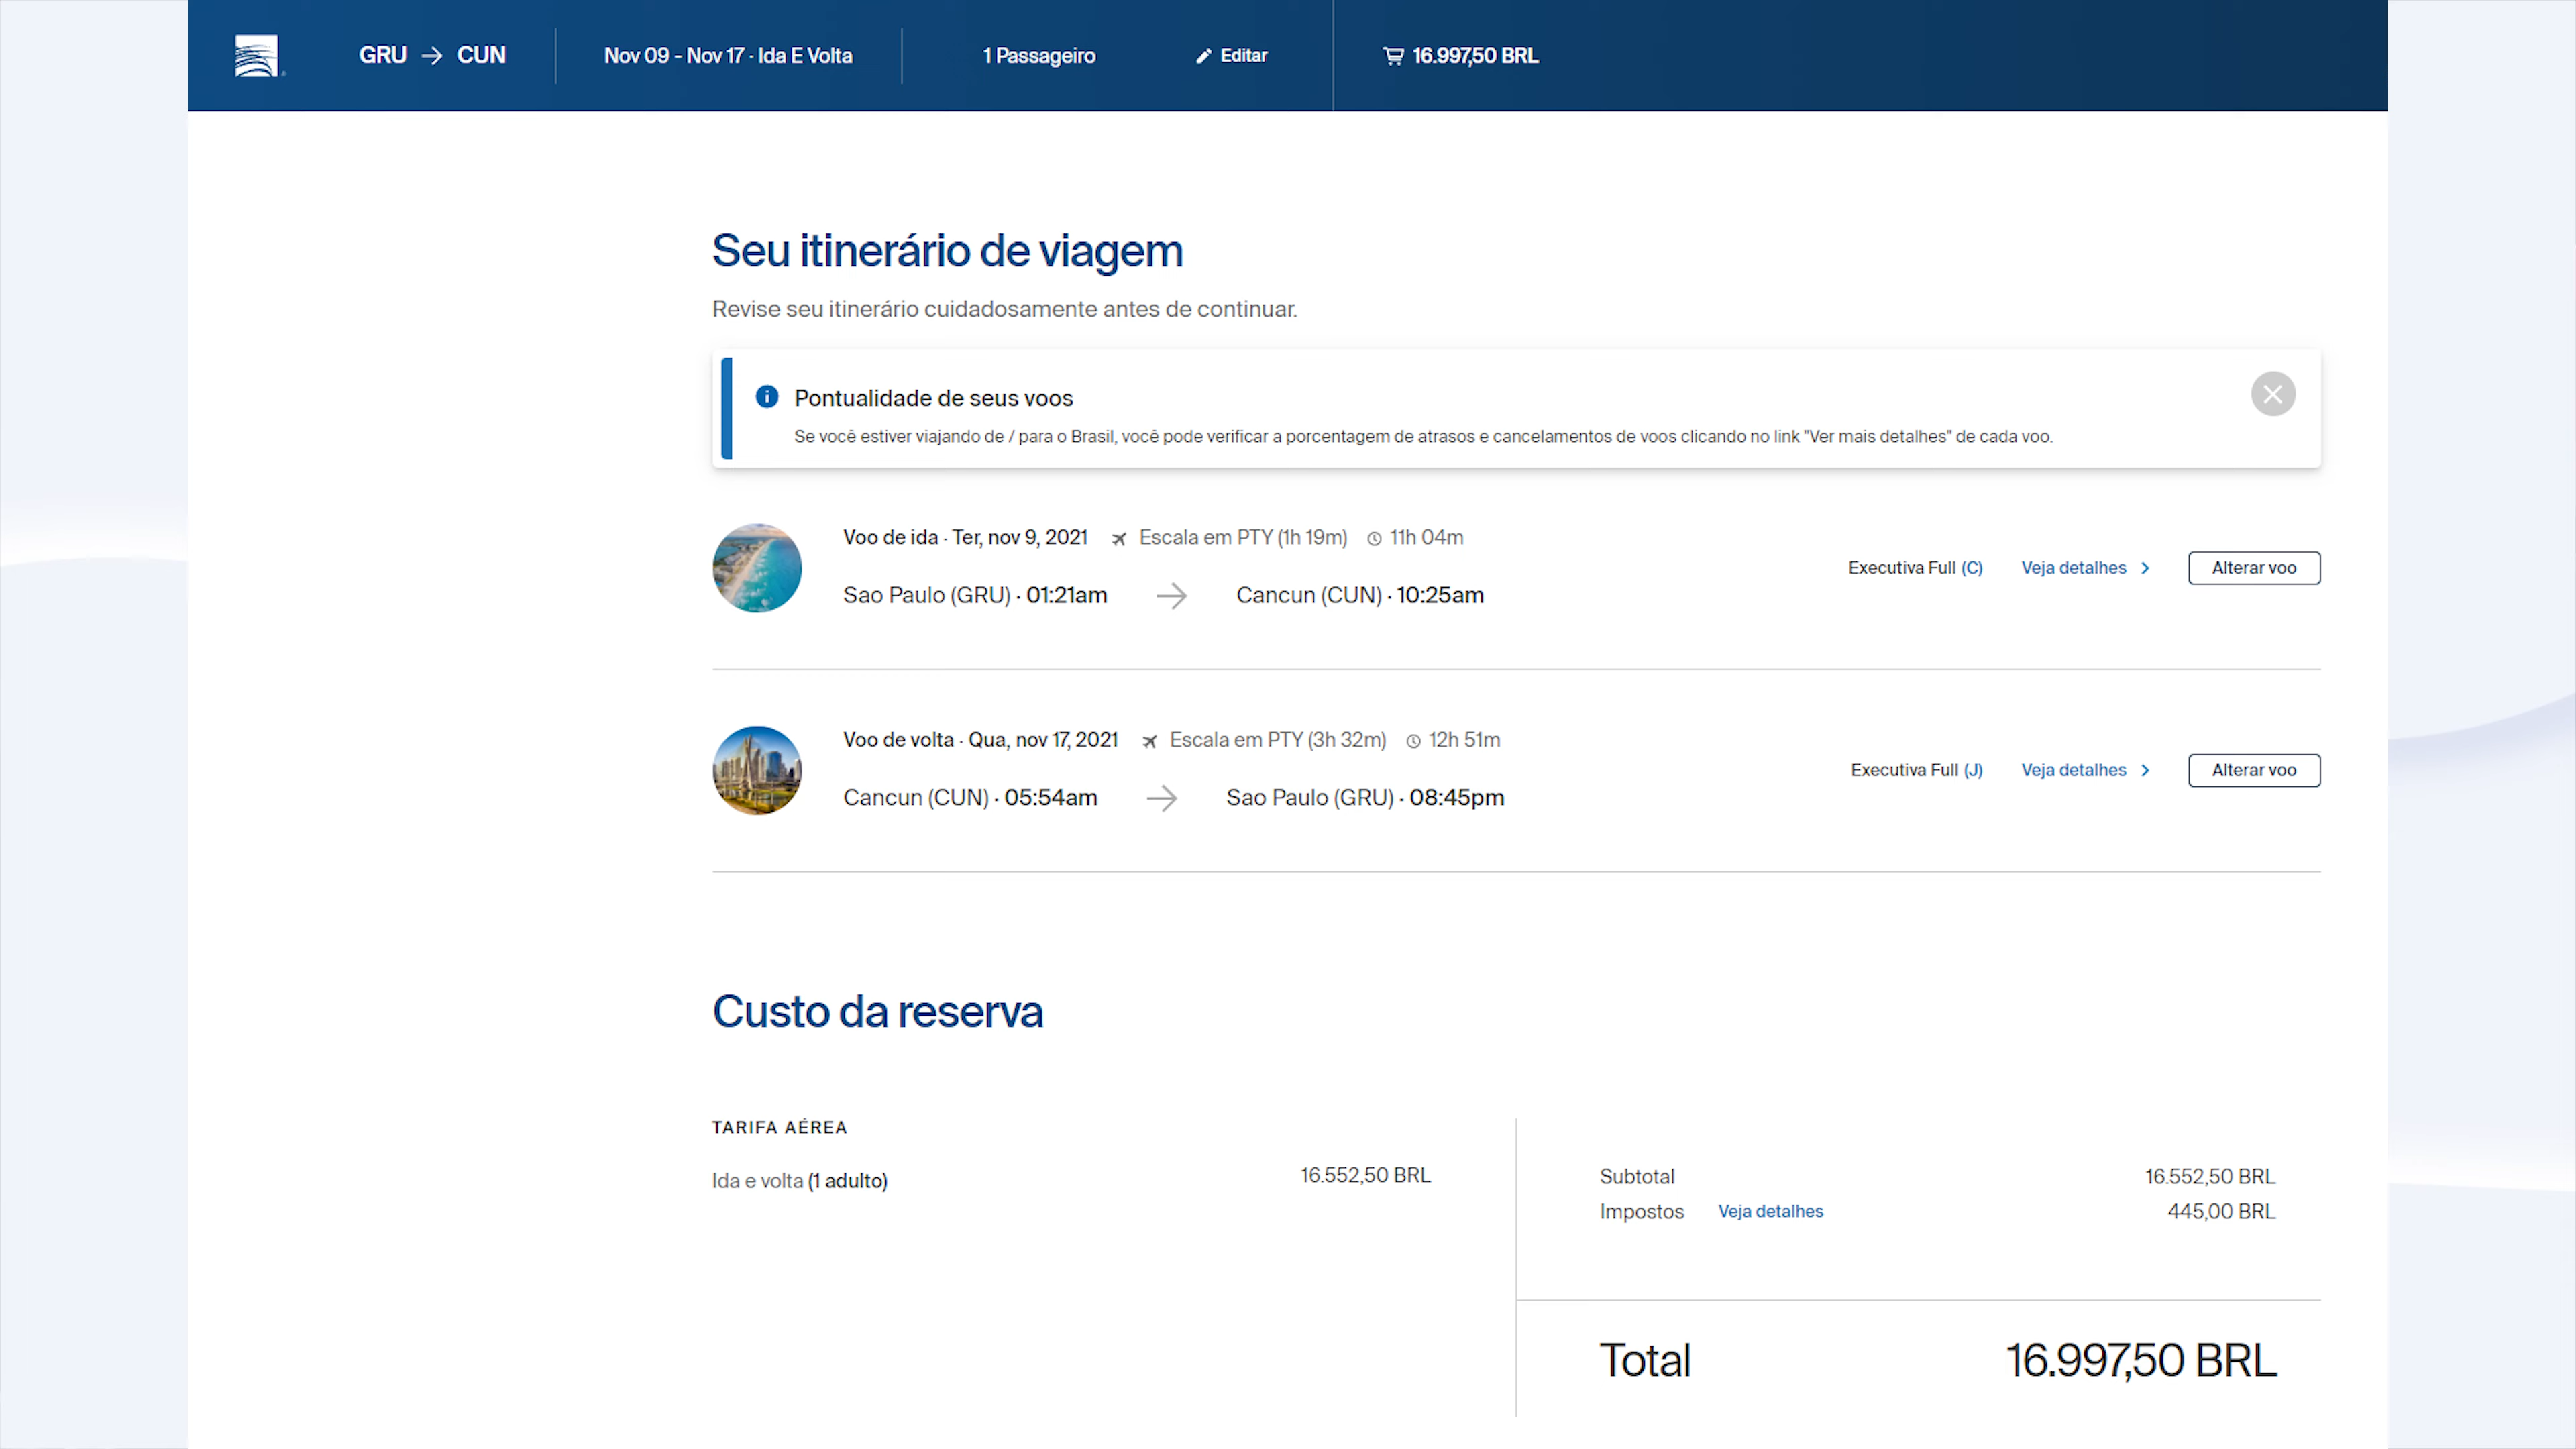 GRU → CUN
Nov 09 - Nov 17 · Ida E Volta
1 Passageiro
Editar
16.997,50 BRL
Seu itinerário de viagem
Revise seu itinerário cuidadosamente antes de continuar.
Pontualidade de seus voos
Se você estiver viajando de / para o Brasil, você pode verificar a porcentagem de atrasos e cancelamentos de voos clicando no link "Ver mais detalhes" de cada voo.
Voo de ida · Ter, nov 9, 2021 Escala em PTY (1h 19m) 11h 04m
Sao Paulo (GRU) · 01:21am → Cancun (CUN) · 10:25am
Executiva Full (C) Veja detalhes > Alterar voo
Voo de volta · Qua, nov 17, 2021 Escala em PTY (3h 32m) 12h 51m
Cancun (CUN) · 05:54am → Sao Paulo (GRU) · 08:45pm
Executiva Full (J) Veja detalhes > Alterar voo
Custo da reserva
TARIFA AÉREA
Ida e volta (1 adulto) 16.552,50 BRL
Subtotal 16.552,50 BRL
Impostos Veja detalhes 445,00 BRL
Total 16.997,50 BRL